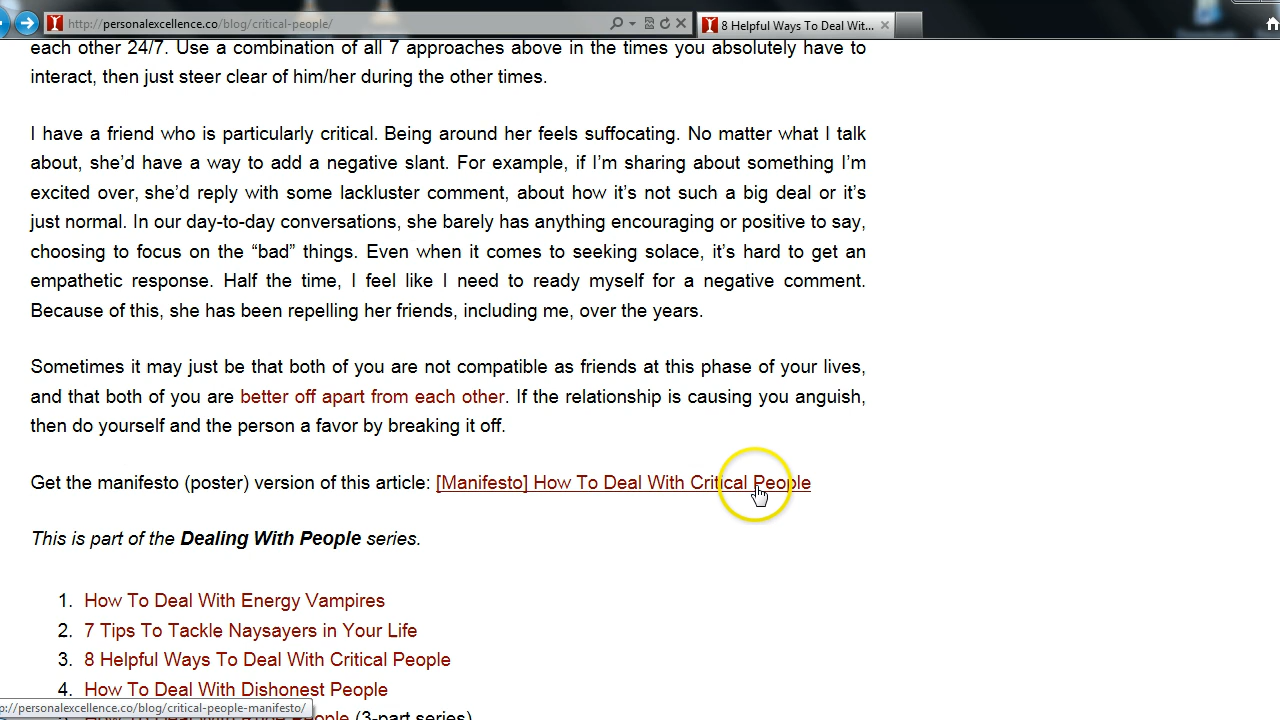 http://personalexcellence.co/blog/critical-people/
8 Helpful Ways To Deal Wit...
each other 24/7. Use a combination of all 7 approaches above in the times you absolutely have to
interact, then just steer clear of him/her during the other times.
I have a friend who is particularly critical. Being around her feels suffocating. No matter what I talk
about, she’d have a way to add a negative slant. For example, if I’m sharing about something I’m
excited over, she’d reply with some lackluster comment, about how it’s not such a big deal or it’s
just normal. In our day-to-day conversations, she barely has anything encouraging or positive to say,
choosing to focus on the “bad” things. Even when it comes to seeking solace, it’s hard to get an
empathetic response. Half the time, I feel like I need to ready myself for a negative comment.
Because of this, she has been repelling her friends, including me, over the years.
Sometimes it may just be that both of you are not compatible as friends at this phase of your lives,
and that both of you are better off apart from each other. If the relationship is causing you anguish,
then do yourself and the person a favor by breaking it off.
Get the manifesto (poster) version of this article: [Manifesto] How To Deal With Critical People
This is part of the Dealing With People series.
1. How To Deal With Energy Vampires
2. 7 Tips To Tackle Naysayers in Your Life
3. 8 Helpful Ways To Deal With Critical People
4. How To Deal With Dishonest People
p://personalexcellence.co/blog/critical-people-manifesto/
People (3-part series)